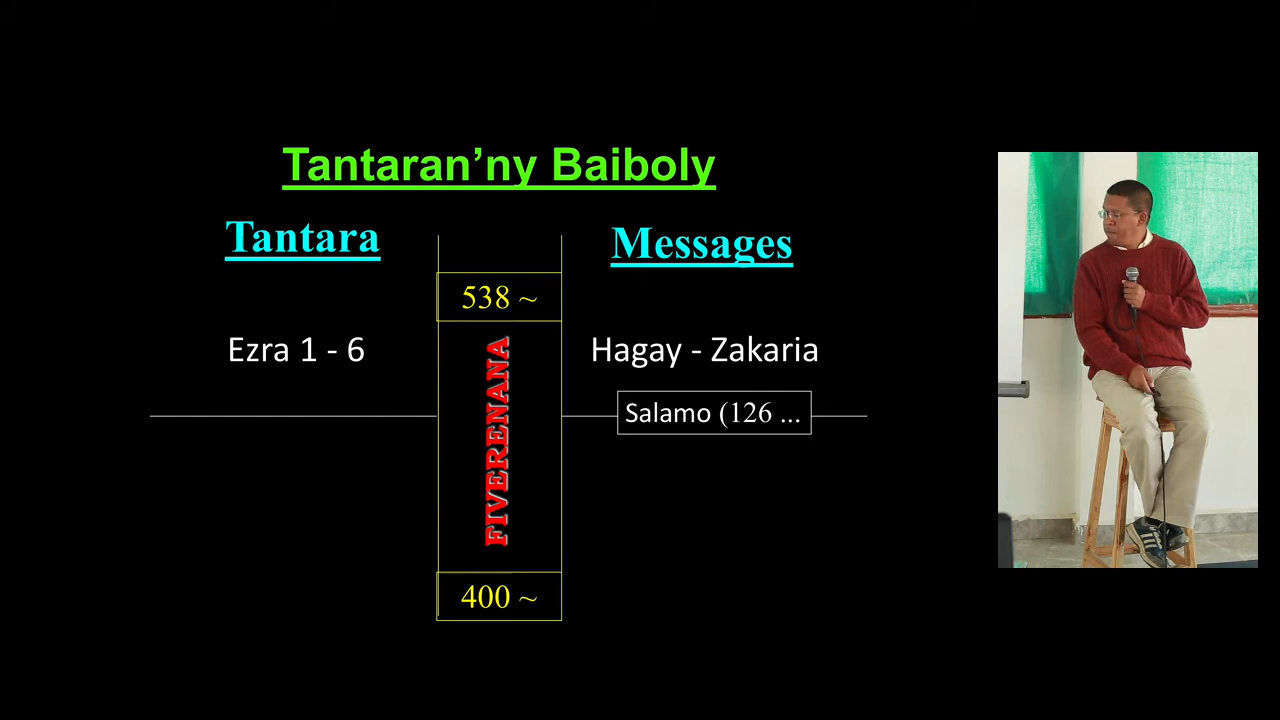 Tantaran’ny Baiboly
Tantara
Messages
538 ~
Ezra 1 - 6
Hagay - Zakaria
Salamo (126 ...
FIVERENANA
400 ~